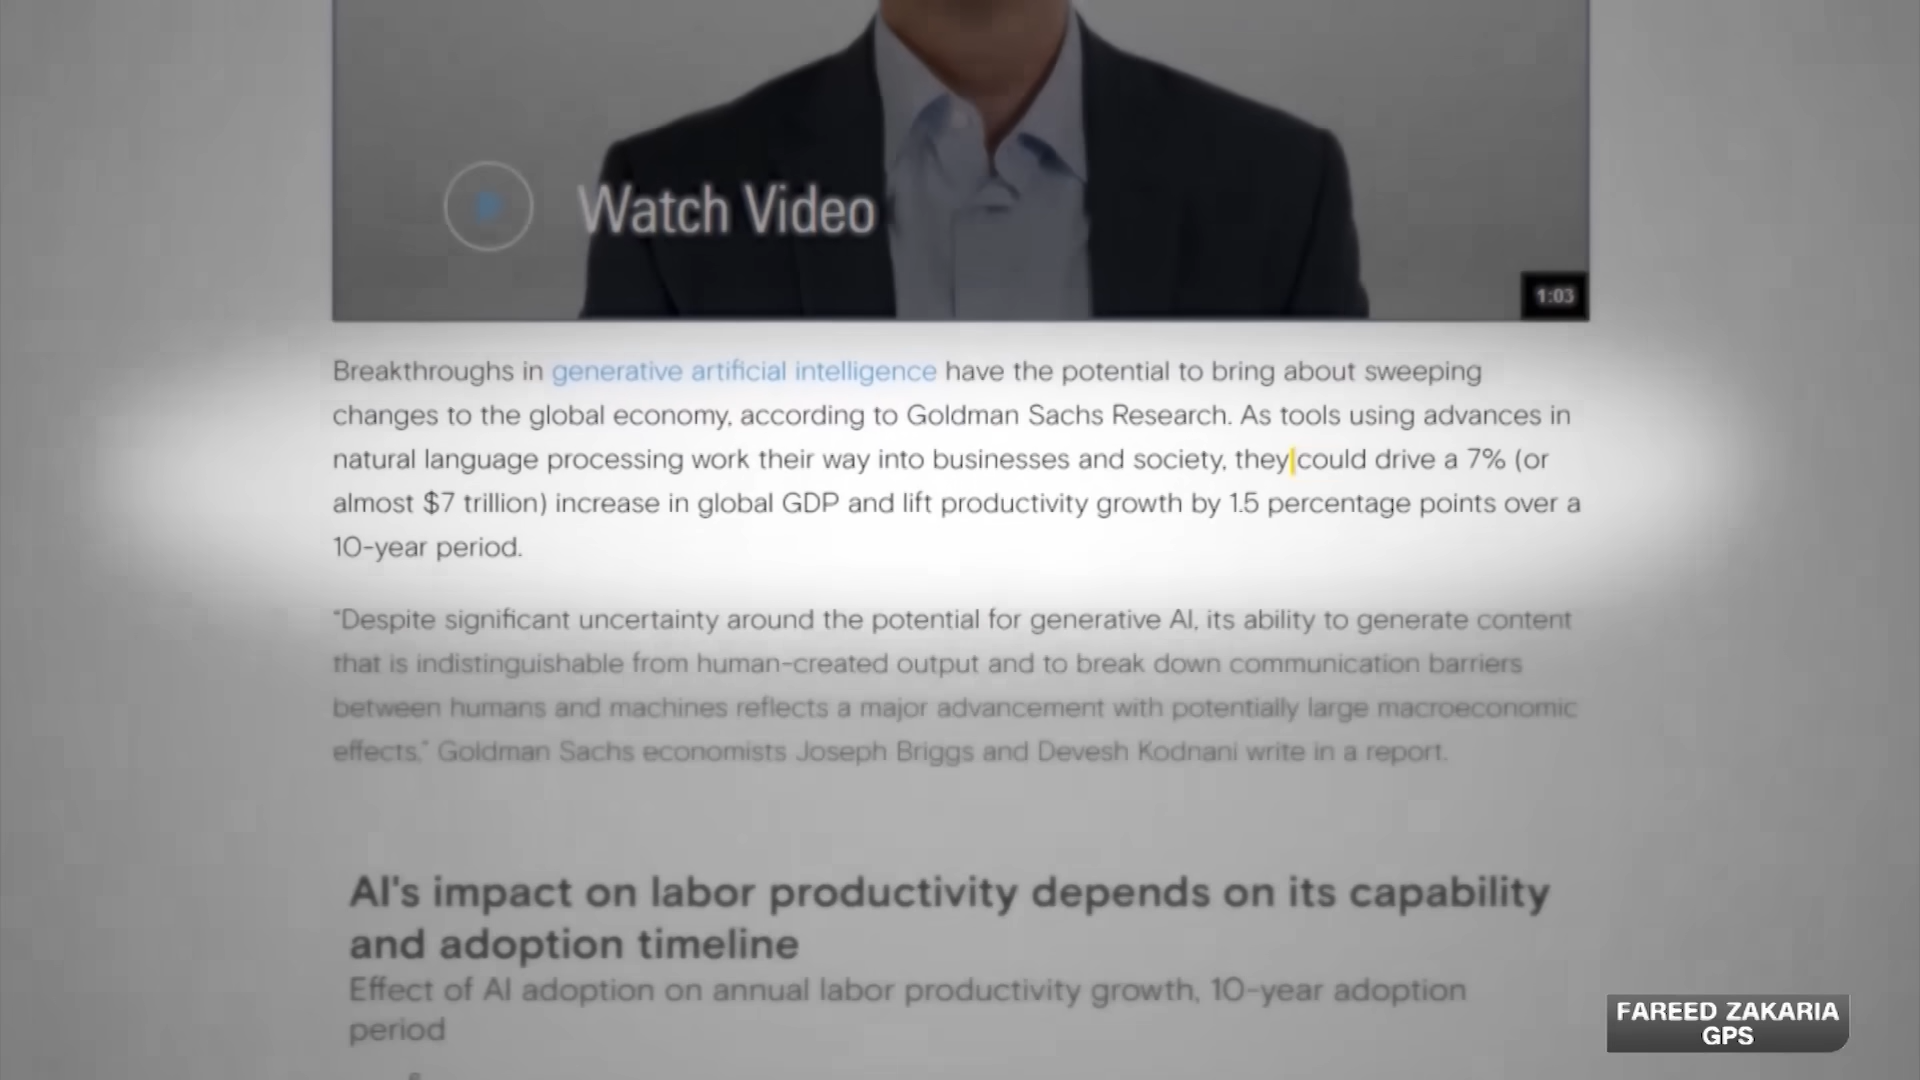 Watch Video
1:03
Breakthroughs in generative artificial intelligence have the potential to bring about sweeping
changes to the global economy, according to Goldman Sachs Research. As tools using advances in
natural language processing work their way into businesses and society, they could drive a 7% (or
almost $7 trillion) increase in global GDP and lift productivity growth by 1.5 percentage points over a
10-year period.
“Despite significant uncertainty around the potential for generative AI, its ability to generate content
that is indistinguishable from human-created output and to break down communication barriers
between humans and machines reflects a major advancement with potentially large macroeconomic
effects,” Goldman Sachs economists Joseph Briggs and Devesh Kodnani write in a report.
AI's impact on labor productivity depends on its capability
and adoption timeline
Effect of AI adoption on annual labor productivity growth, 10-year adoption
period
FAREED ZAKARIA
GPS